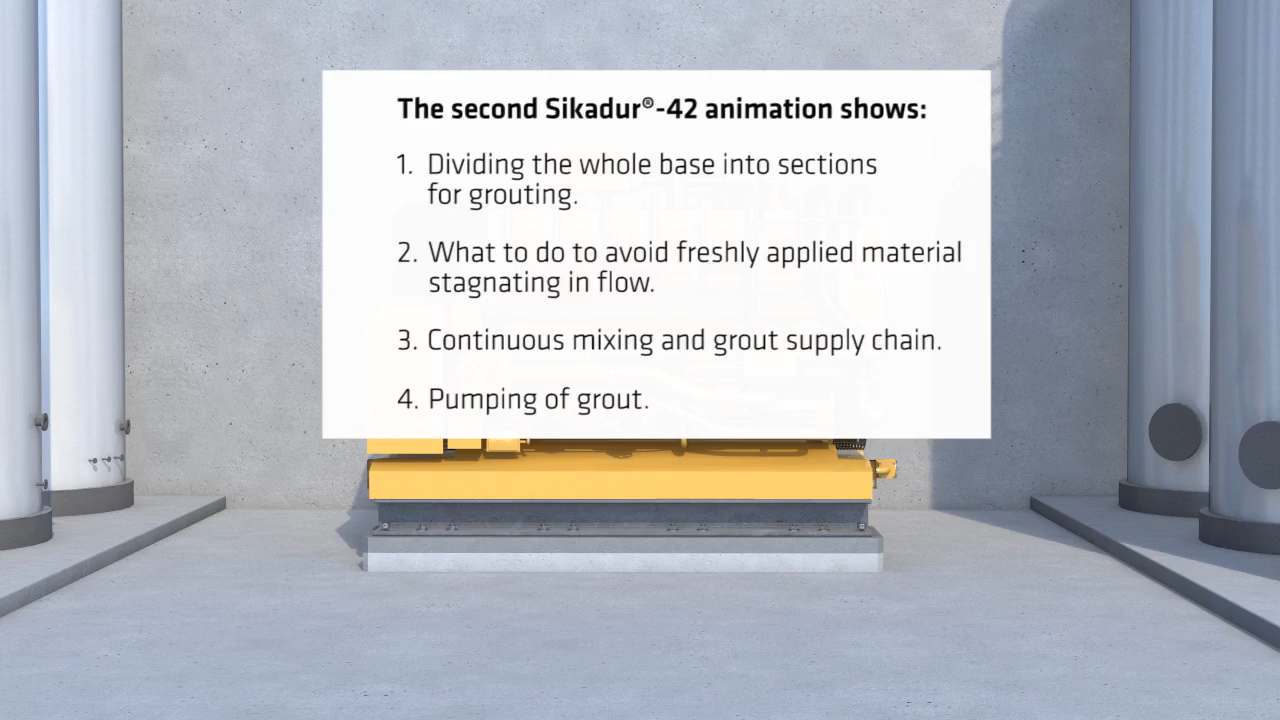 The second Sikadur®-42 animation shows:
1. Dividing the whole base into sections
for grouting.
2. What to do to avoid freshly applied material
stagnating in flow.
3. Continuous mixing and grout supply chain.
4. Pumping of grout.